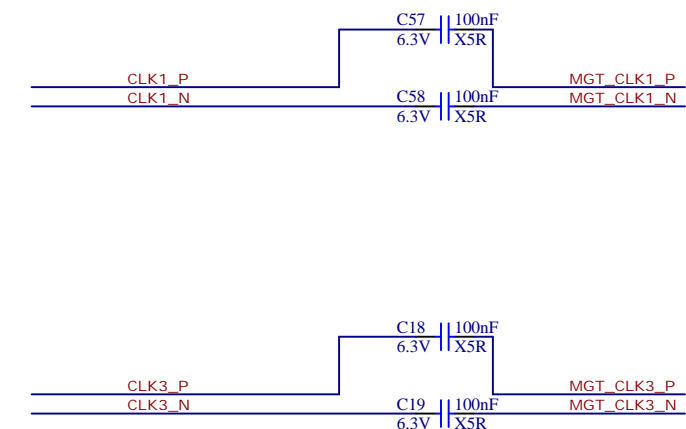 C57 100nF
6.3V X5R
CLK1_P MGT_CLK1_P
CLK1_N C58 100nF MGT_CLK1_N
6.3V X5R
C18 100nF
6.3V X5R
CLK3_P MGT_CLK3_P
CLK3_N C19 100nF MGT_CLK3_N
6.3V X5R